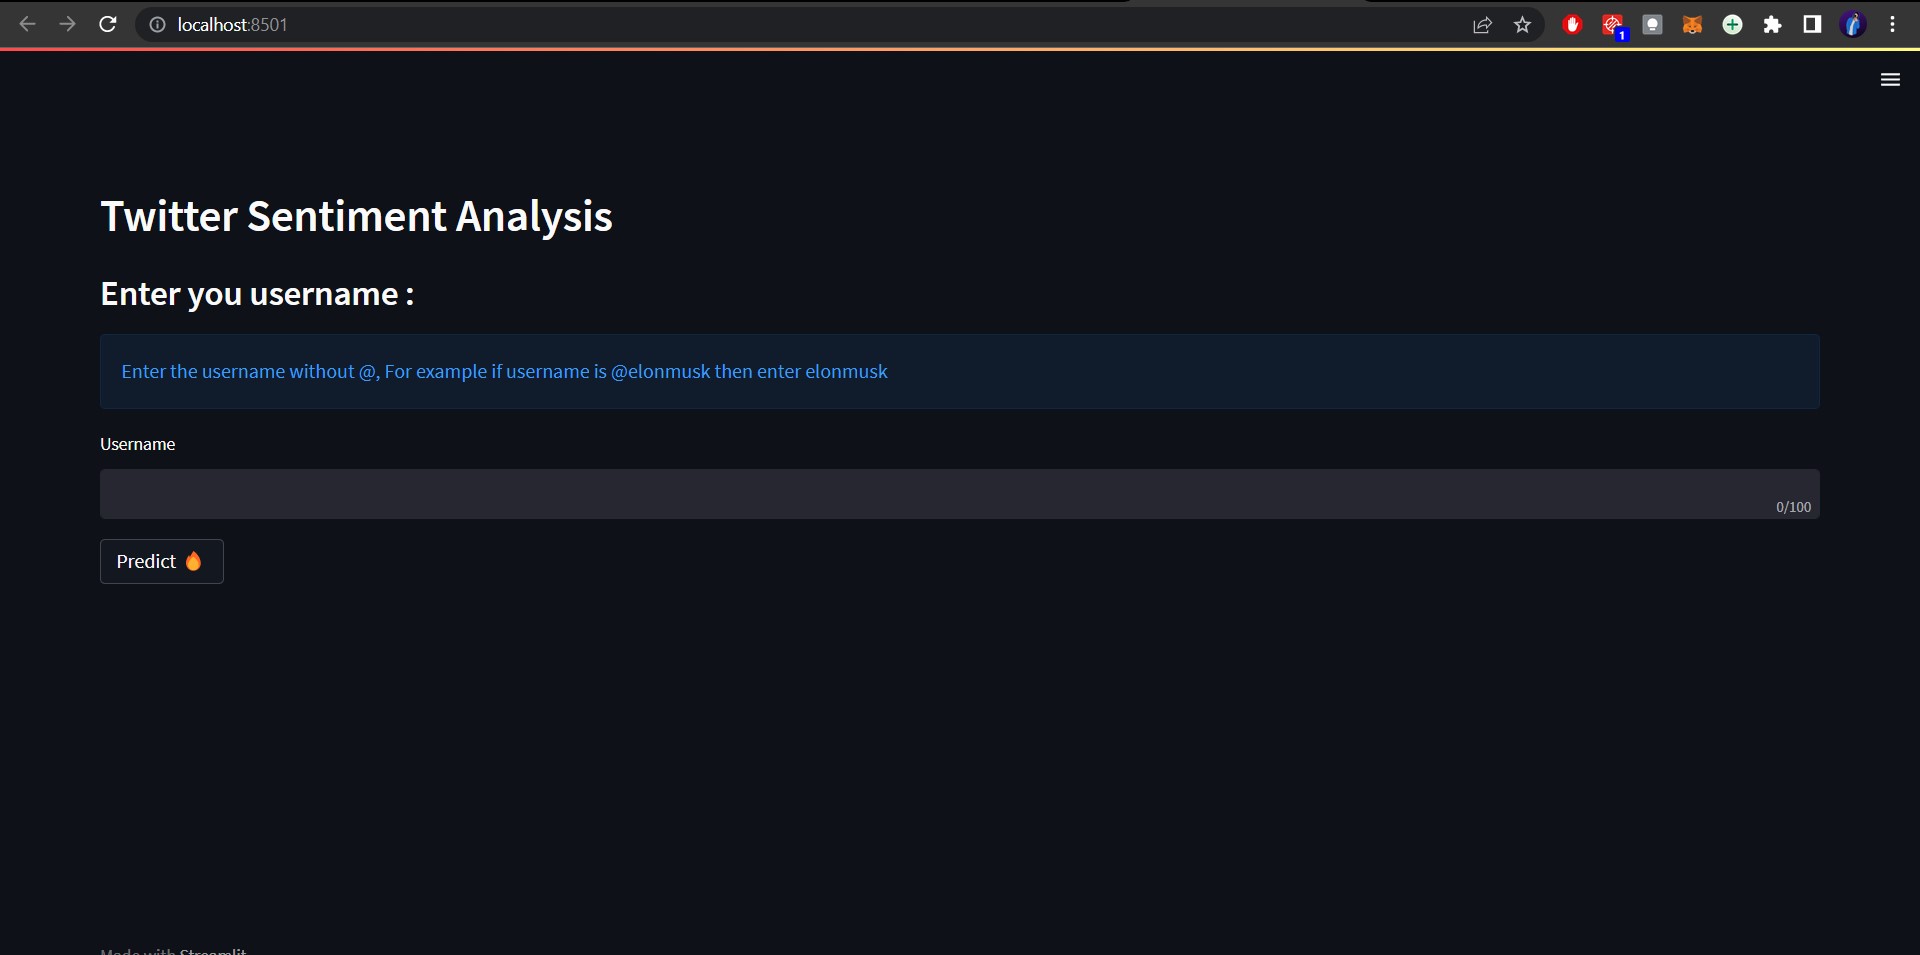 localhost:8501
1
Twitter Sentiment Analysis
Enter you username :
Enter the username without @, For example if username is @elonmusk then enter elonmusk
Username
0/100
Predict 🔥
Made with Streamlit